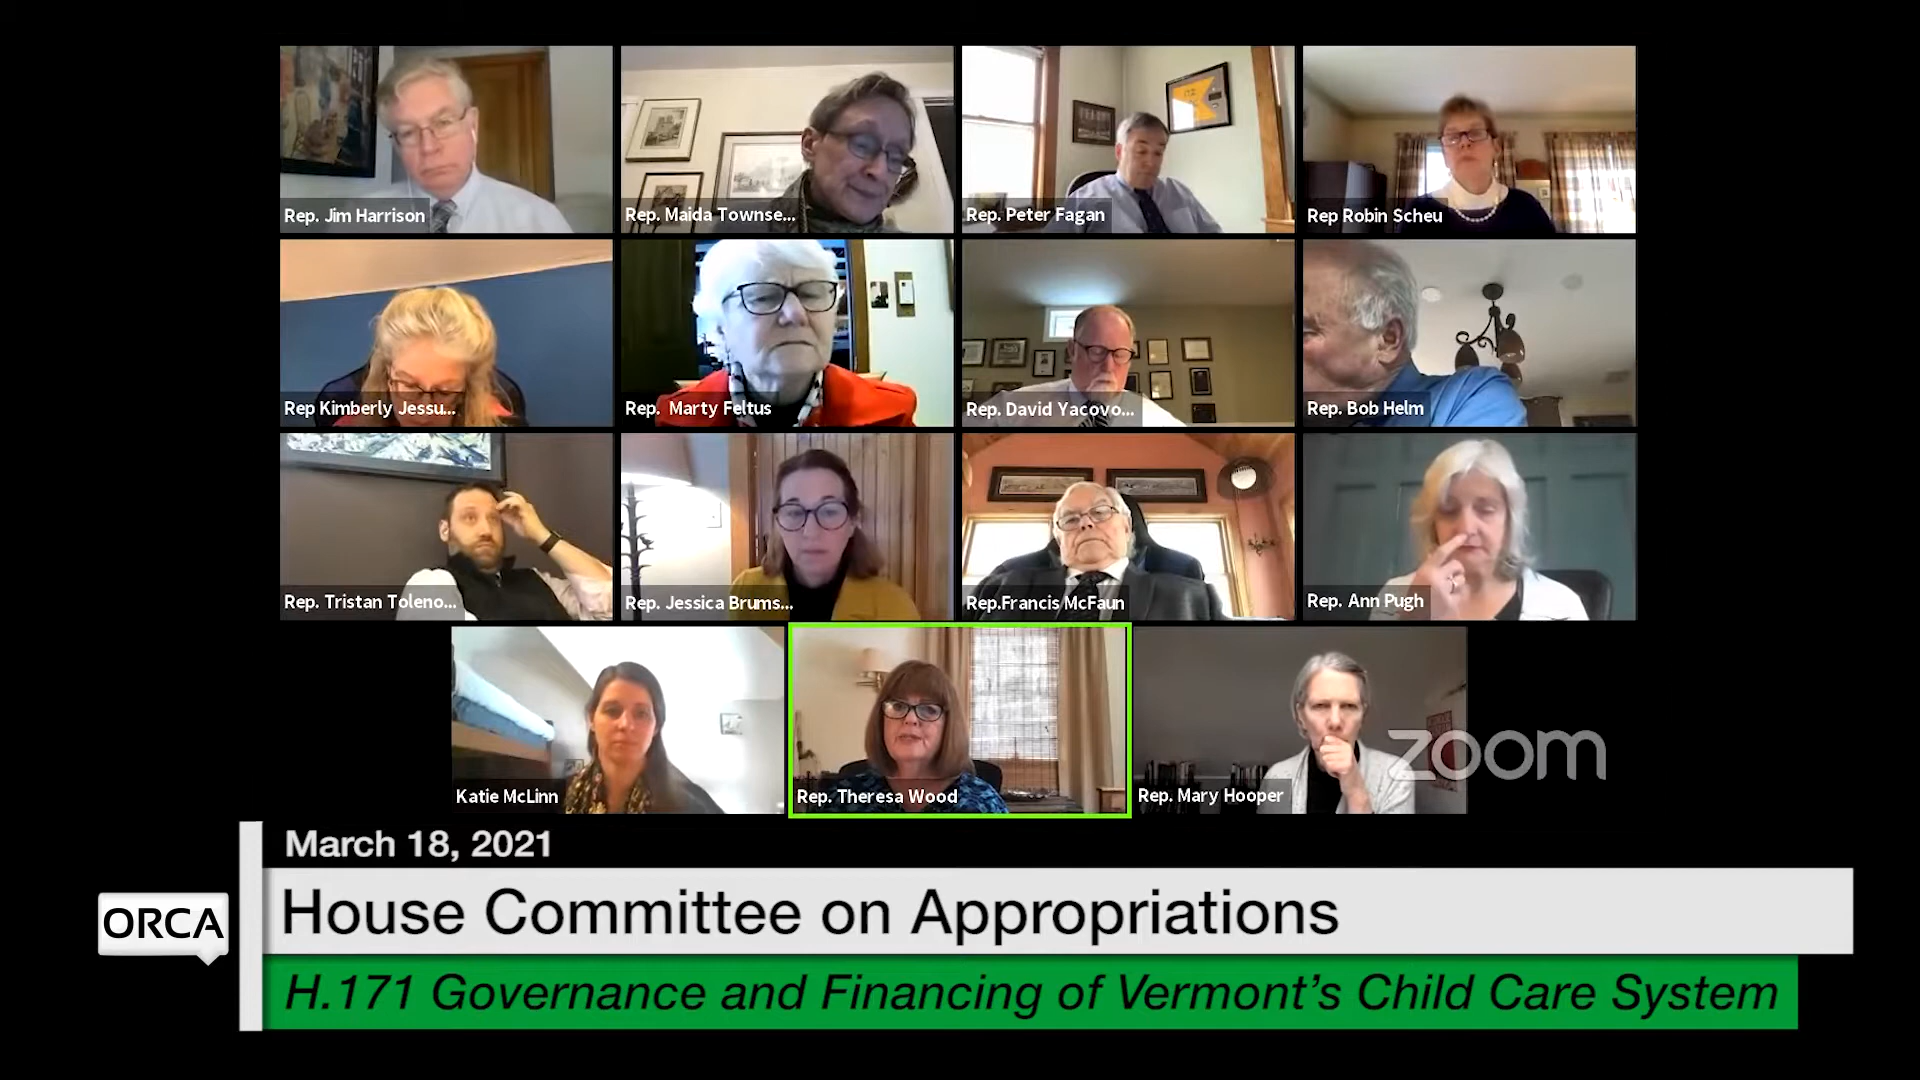 Rep. Jim Harrison
Rep. Maida Townse...
Rep. Peter Fagan
Rep Robin Scheu
Rep Kimberly Jessu...
Rep. Marty Feltus
Rep. David Yacovo...
Rep. Bob Helm
Rep. Tristan Toleno...
Rep. Jessica Brums...
Rep.Francis McFaun
Rep. Ann Pugh
Katie McLinn
Rep. Theresa Wood
Rep. Mary Hooper
zoom
March 18, 2021
ORCA
House Committee on Appropriations
H.171 Governance and Financing of Vermont’s Child Care System